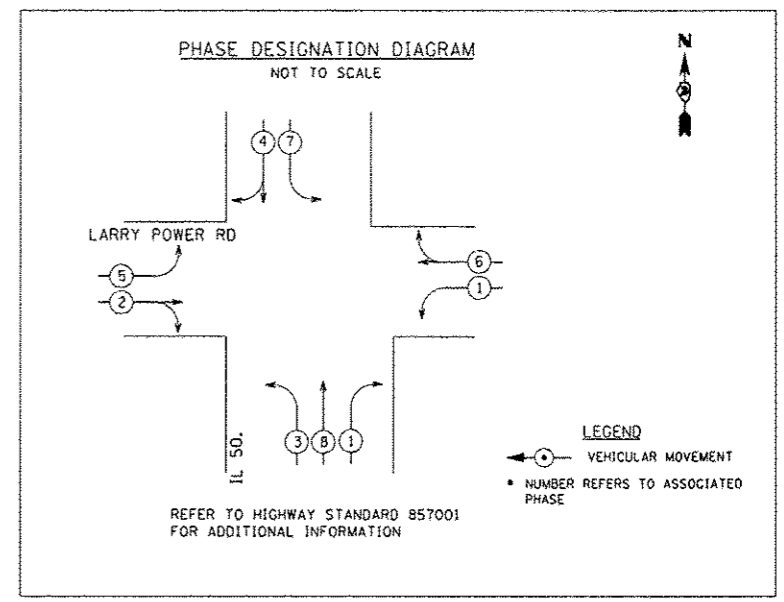 PHASE DESIGNATION DIAGRAM
NOT TO SCALE
N
4 7
LARRY POWER RD
5
6
2
1
3 8 1
IL 50.
LEGEND
VEHICULAR MOVEMENT
• NUMBER REFERS TO ASSOCIATED
PHASE
REFER TO HIGHWAY STANDARD 857001
FOR ADDITIONAL INFORMATION